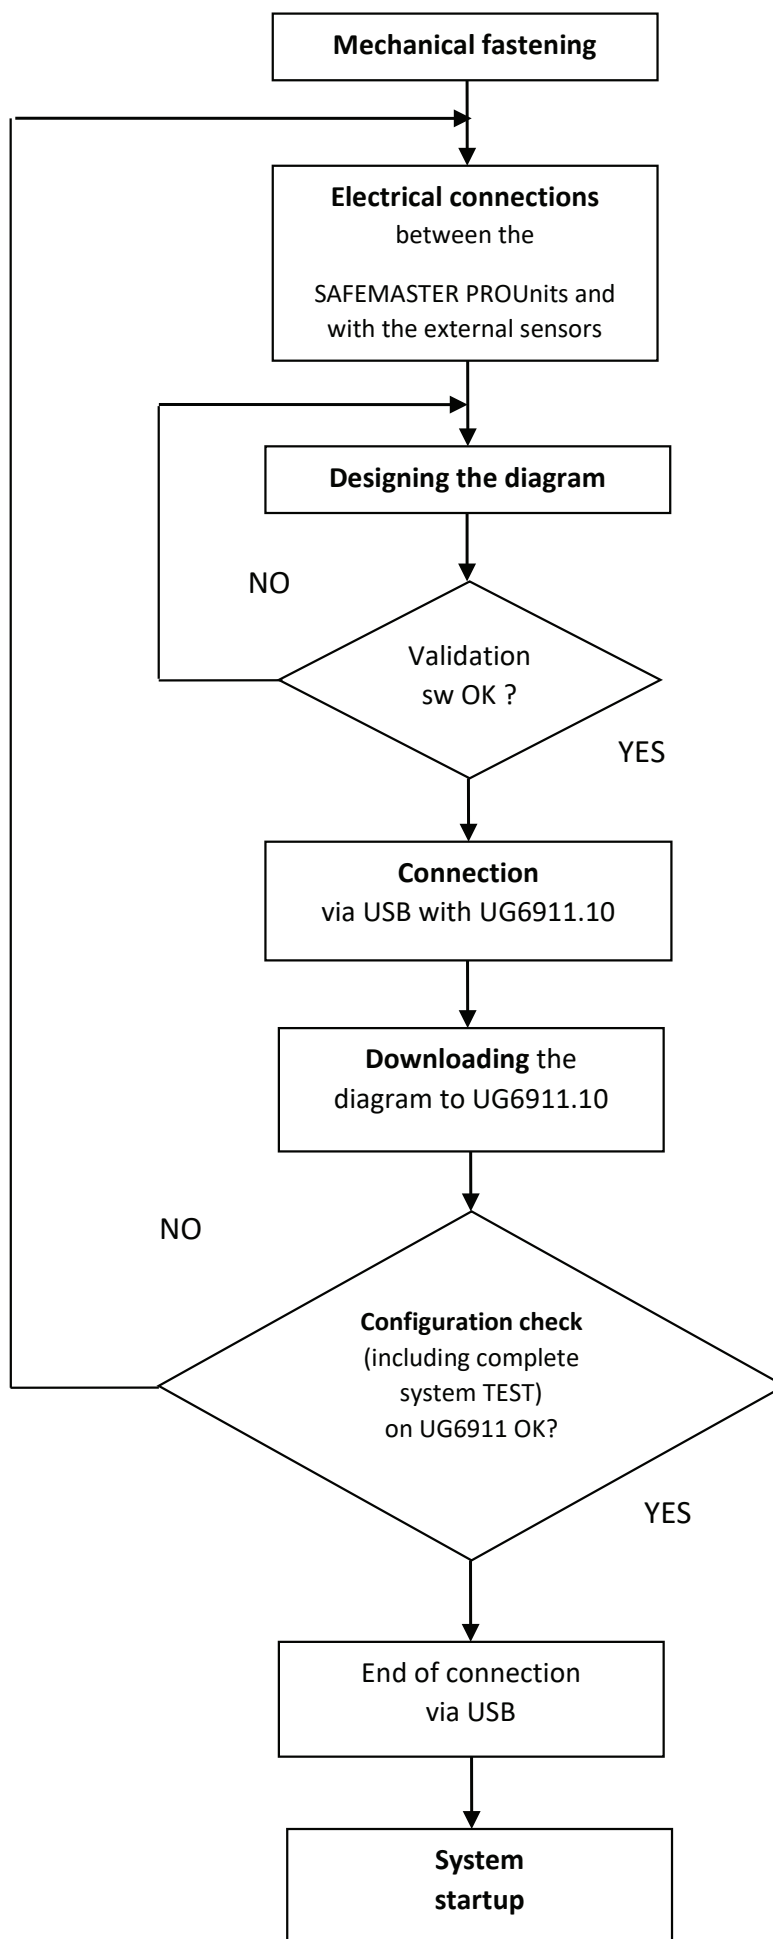 Mechanical fastening
Electrical connections
between the
SAFEMASTER PROUnits and
with the external sensors
Designing the diagram
NO
Validation
sw OK ?
YES
Connection
via USB with UG6911.10
Downloading the
diagram to UG6911.10
NO
Configuration check
(including complete
system TEST)
on UG6911 OK?
YES
End of connection
via USB
System
startup